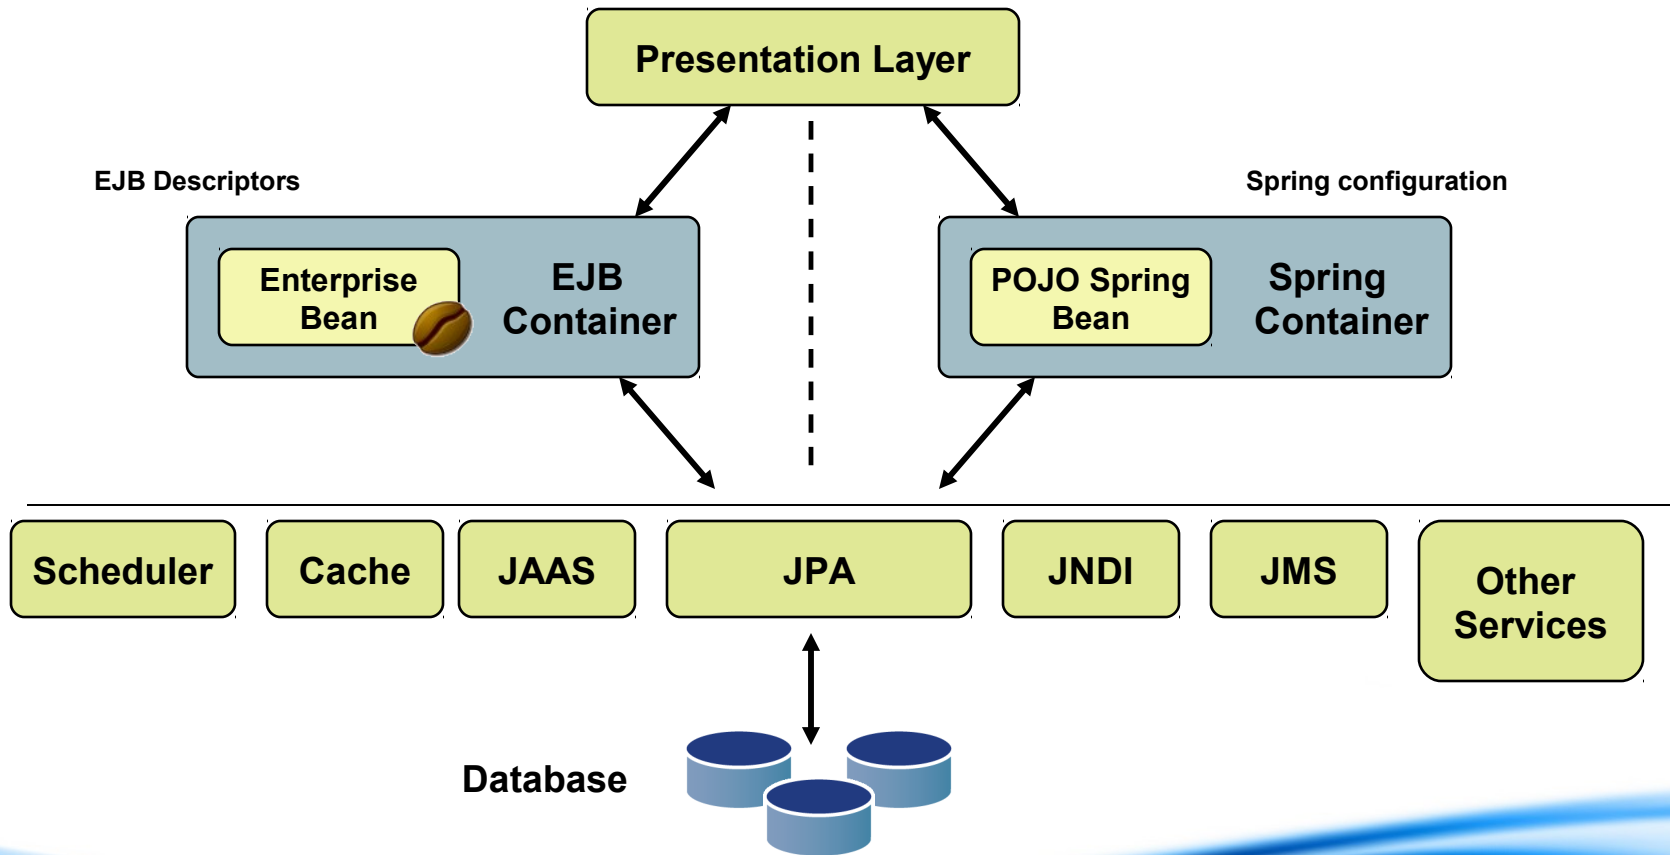 Presentation Layer
EJB Descriptors
Spring configuration
Enterprise
Bean
EJB
Container
POJO Spring
Bean
Spring
Container
Scheduler
Cache
JAAS
JPA
JNDI
JMS
Other
Services
Database